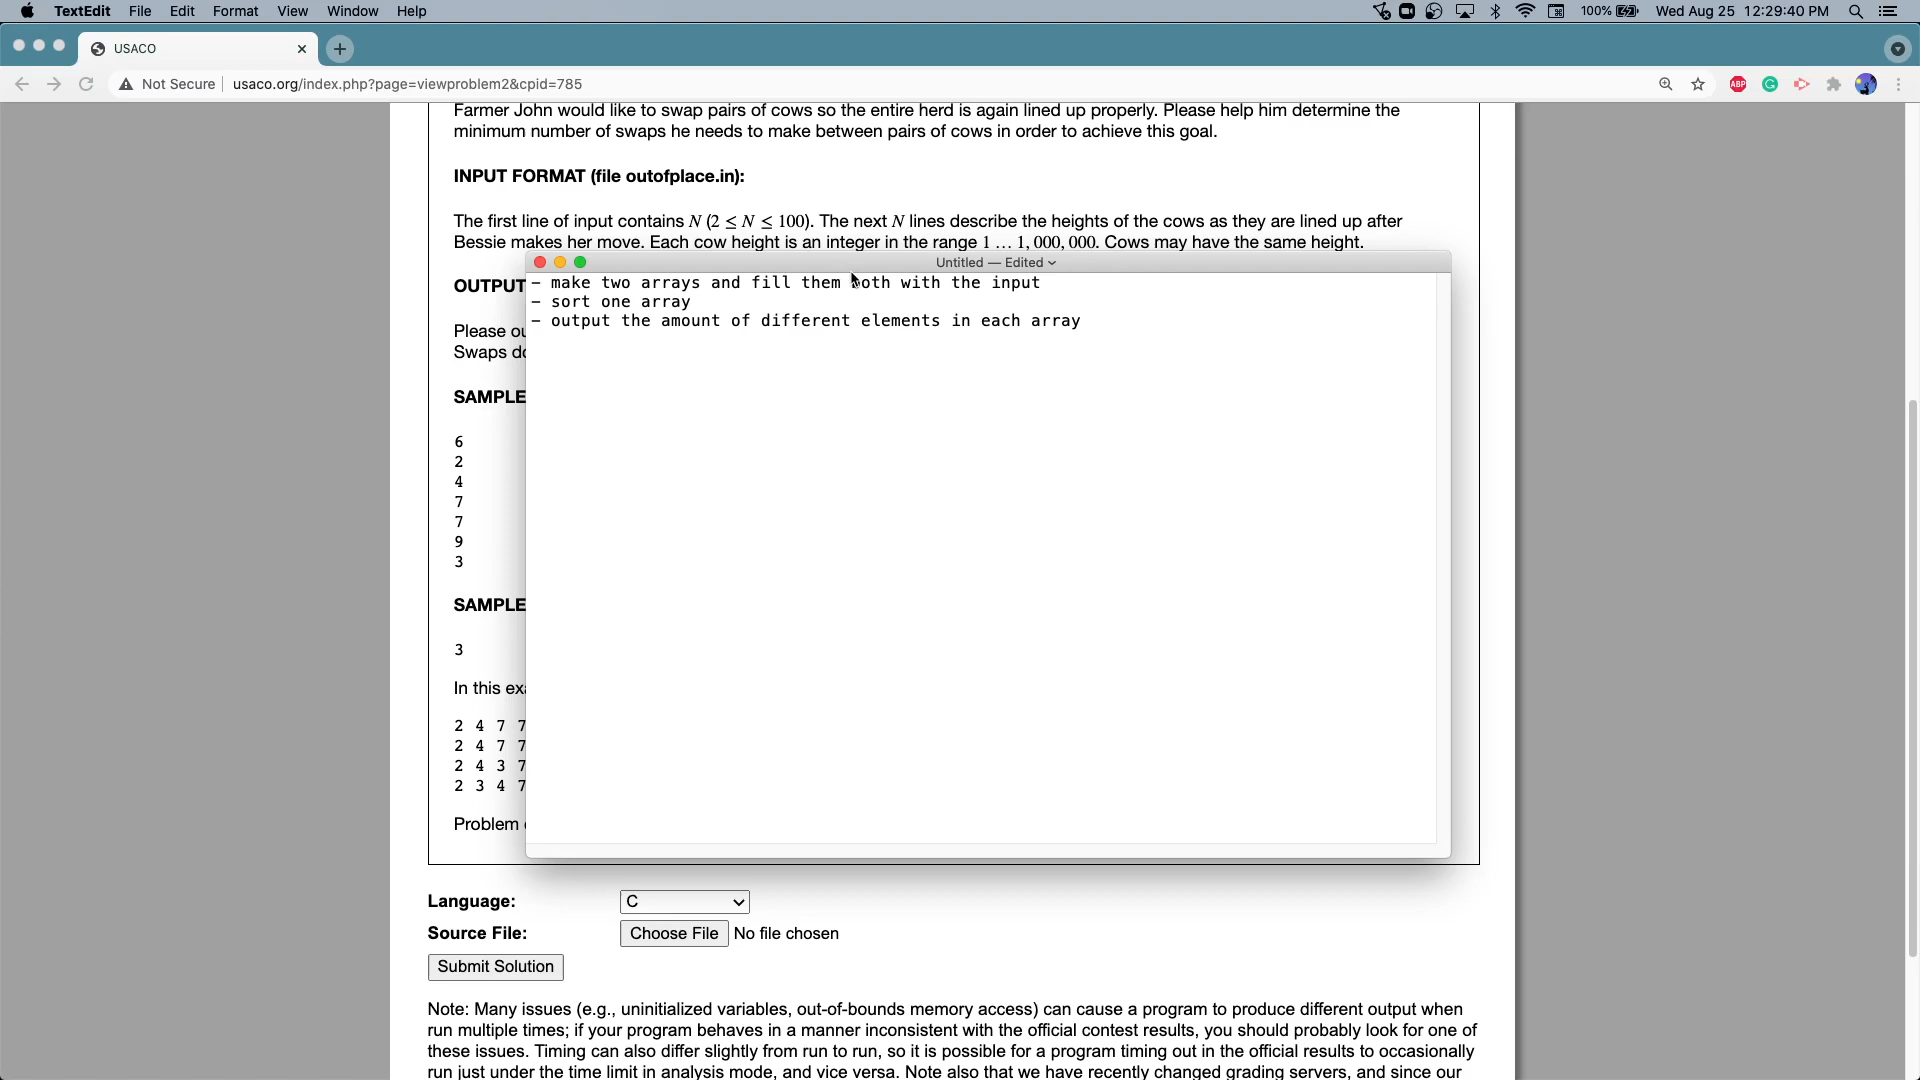 TextEdit File Edit Format View Window Help 100% Wed Aug 25 12:29:40 PM
USACO
Not Secure usaco.org/index.php?page=viewproblem2&cpid=785
ABP
Farmer John would like to swap pairs of cows so the entire herd is again lined up properly. Please help him determine the
minimum number of swaps he needs to make between pairs of cows in order to achieve this goal.
INPUT FORMAT (file outofplace.in):
The first line of input contains N (2 ≤ N ≤ 100). The next N lines describe the heights of the cows as they are lined up after
Bessie makes her move. Each cow height is an integer in the range 1 … 1,000,000. Cows may have the same height.
Untitled — Edited
- make two arrays and fill them both with the input
- sort one array
- output the amount of different elements in each array
OUTPUT
Please ou
Swaps do
SAMPLE
6
2
4
7
7
9
3
SAMPLE
3
In this exa
2 4 7 7
2 4 7 7
2 4 3 7
2 3 4 7
Problem
Language: C
Source File: Choose File No file chosen
Submit Solution
Note: Many issues (e.g., uninitialized variables, out-of-bounds memory access) can cause a program to produce different output when
run multiple times; if your program behaves in a manner inconsistent with the official contest results, you should probably look for one of
these issues. Timing can also differ slightly from run to run, so it is possible for a program timing out in the official results to occasionally
run just under the time limit in analysis mode, and vice versa. Note also that we have recently changed grading servers, and since our